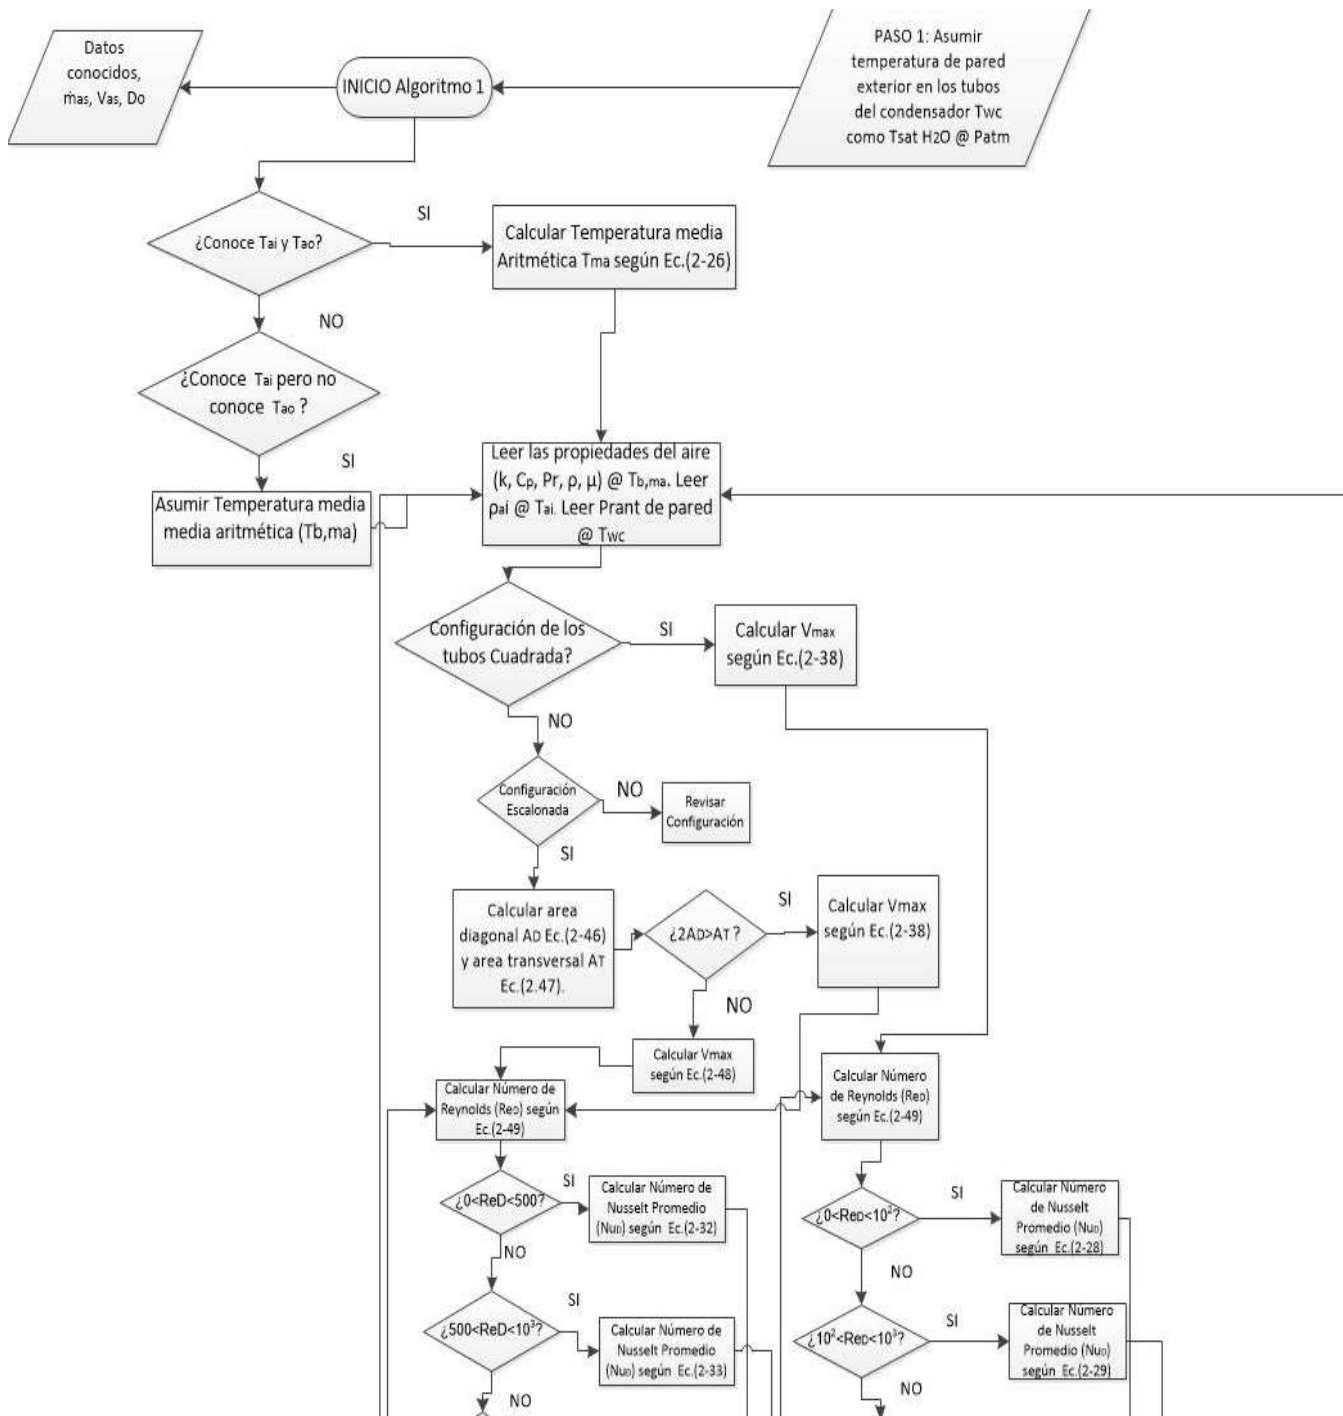 Datos
conocidos,
ṁas, Vas, Do
INICIO Algoritmo 1
PASO 1: Asumir
temperatura de pared
exterior en los tubos
del condensador Twc
como Tsat H2O @ Patm
¿Conoce Tai y Tao?
SI
Calcular Temperatura media
Aritmética Tma según Ec.(2-26)
NO
¿Conoce Tai pero no
conoce Tao ?
SI
Asumir Temperatura media
media aritmética (Tb,ma)
Leer las propiedades del aire
(k, Cp, Pr, ρ, μ) @ Tb,ma. Leer
ρai @ Tai. Leer Prant de pared
@ Twc
Configuración de los
tubos Cuadrada?
SI
Calcular Vmax
según Ec.(2-38)
NO
Configuración
Escalonada
NO
Revisar
Configuración
SI
Calcular area
diagonal AD Ec.(2-46)
y area transversal AT
Ec.(2.47).
¿2AD>AT?
SI
Calcular Vmax
según Ec.(2-38)
NO
Calcular Vmax
según Ec.(2-48)
Calcular Número de
Reynolds (ReD) según
Ec.(2-49)
Calcular Número
de Reynolds (ReD)
según Ec.(2-49)
¿0<ReD<500?
SI
Calcular Número de
Nusselt Promedio
(NuD) según Ec.(2-32)
¿0<ReD<10²?
SI
Calcular Número
de Nusselt
Promedio (NuD)
según Ec.(2-28)
NO
NO
¿500<ReD<10³?
SI
Calcular Número de
Nusselt Promedio
(NuD) según Ec.(2-33)
¿10²<ReD<10³?
SI
Calcular Número
de Nusselt
Promedio (NuD)
según Ec.(2-29)
NO
NO